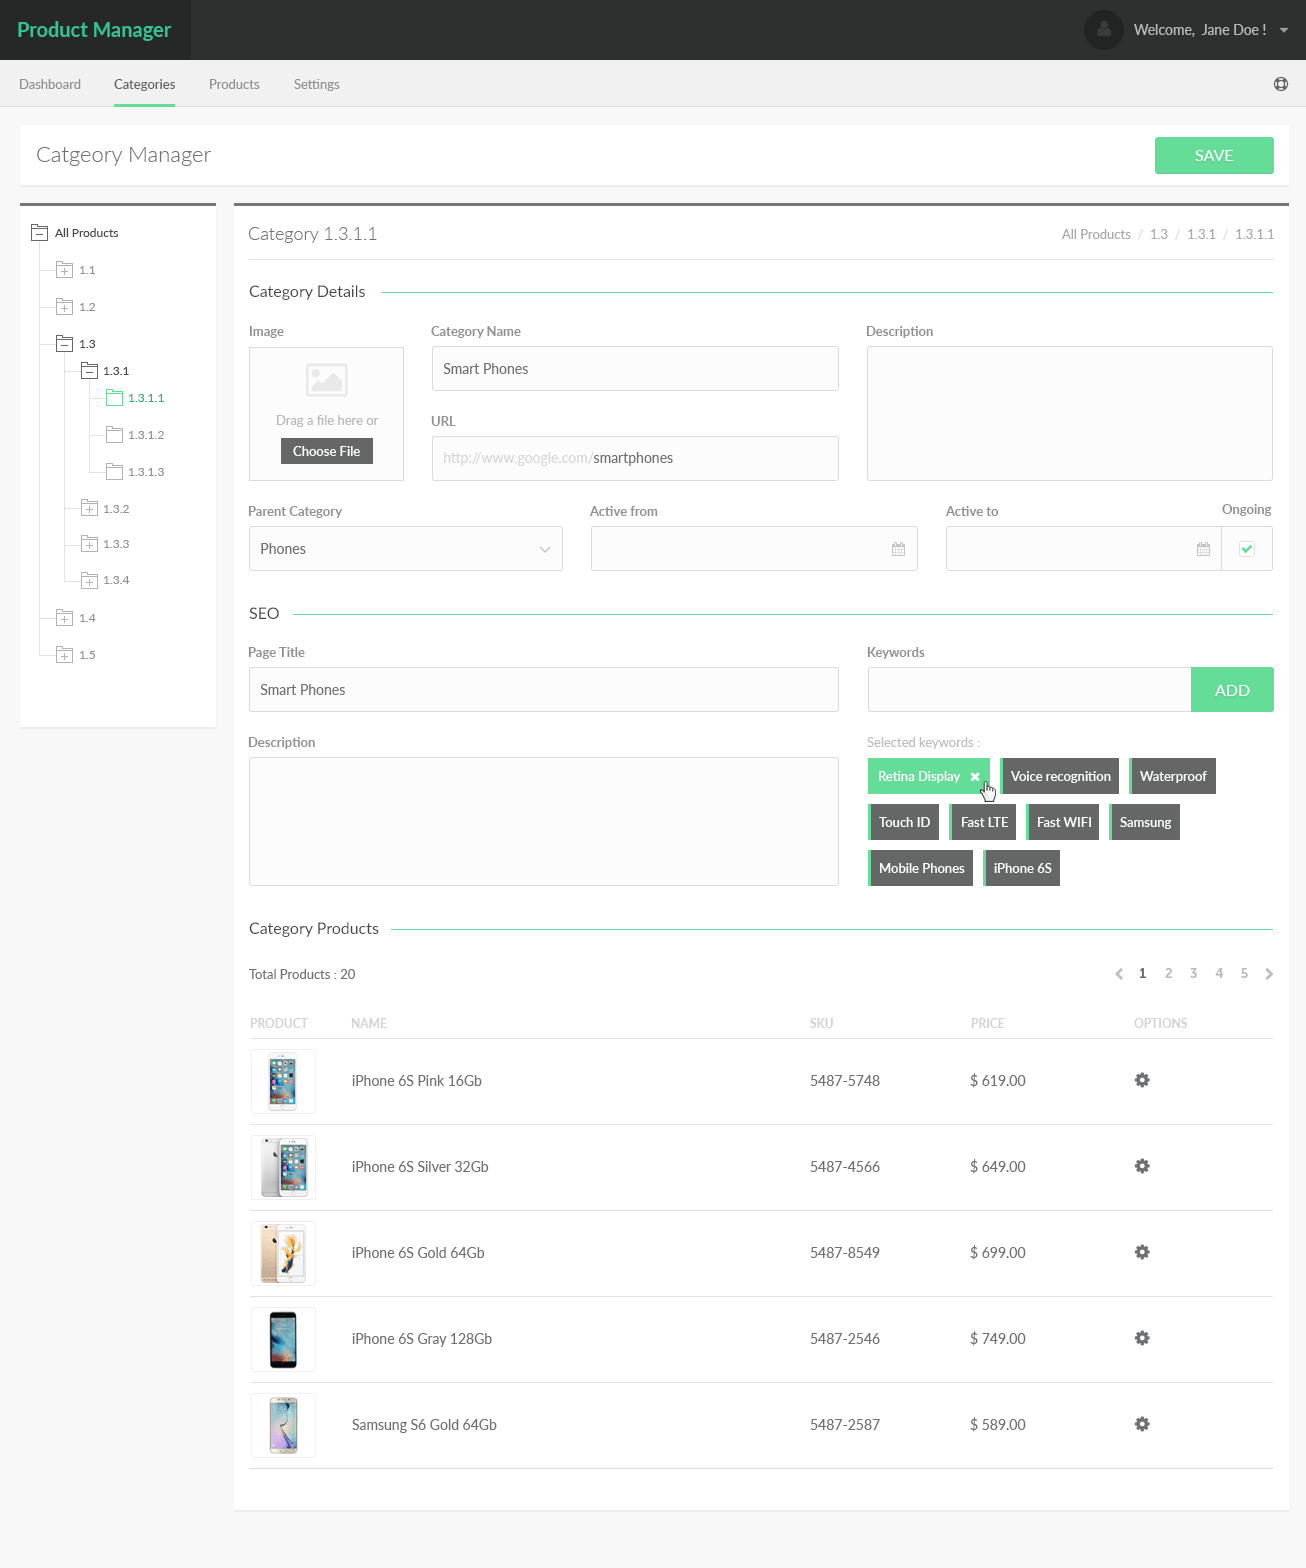 Product Manager
Welcome, Jane Doe !
Dashboard Categories Products Settings
Catgeory Manager
SAVE
All Products
1.1
1.2
1.3
1.3.1
1.3.1.1
1.3.1.2
1.3.1.3
1.3.2
1.3.3
1.3.4
1.4
1.5
Category 1.3.1.1
All Products / 1.3 / 1.3.1 / 1.3.1.1
Category Details
Image
Drag a file here or
Choose File
Category Name
Smart Phones
URL
http://www.google.com/smartphones
Description
Parent Category
Phones
Active from
Active to
Ongoing
SEO
Page Title
Smart Phones
Description
Keywords
ADD
Selected keywords :
Retina Display Voice recognition Waterproof
Touch ID Fast LTE Fast WIFI Samsung
Mobile Phones iPhone 6S
Category Products
Total Products : 20
1 2 3 4 5
PRODUCT NAME SKU PRICE OPTIONS
iPhone 6S Pink 16Gb 5487-5748 $ 619.00
iPhone 6S Silver 32Gb 5487-4566 $ 649.00
iPhone 6S Gold 64Gb 5487-8549 $ 699.00
iPhone 6S Gray 128Gb 5487-2546 $ 749.00
Samsung S6 Gold 64Gb 5487-2587 $ 589.00